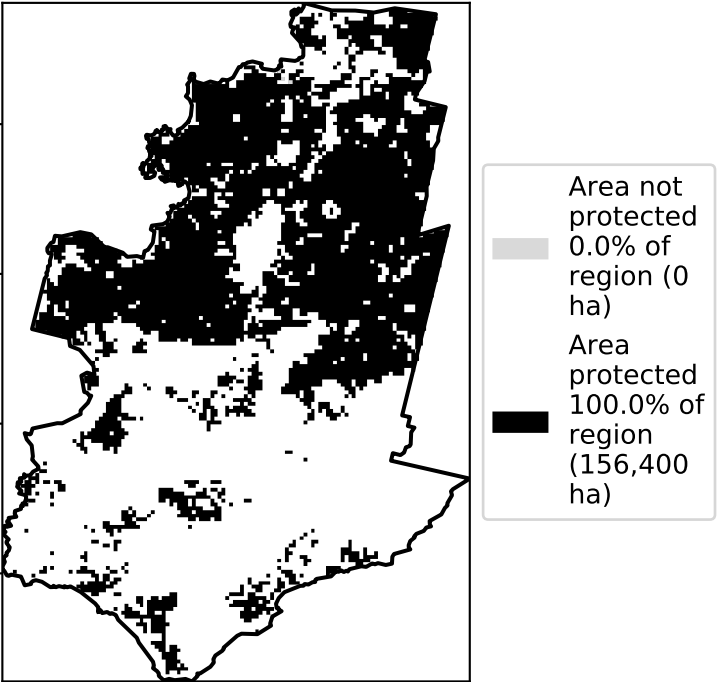 Area not
protected
0.0% of
region (0
ha)
Area
protected
100.0% of
region
(156,400
ha)